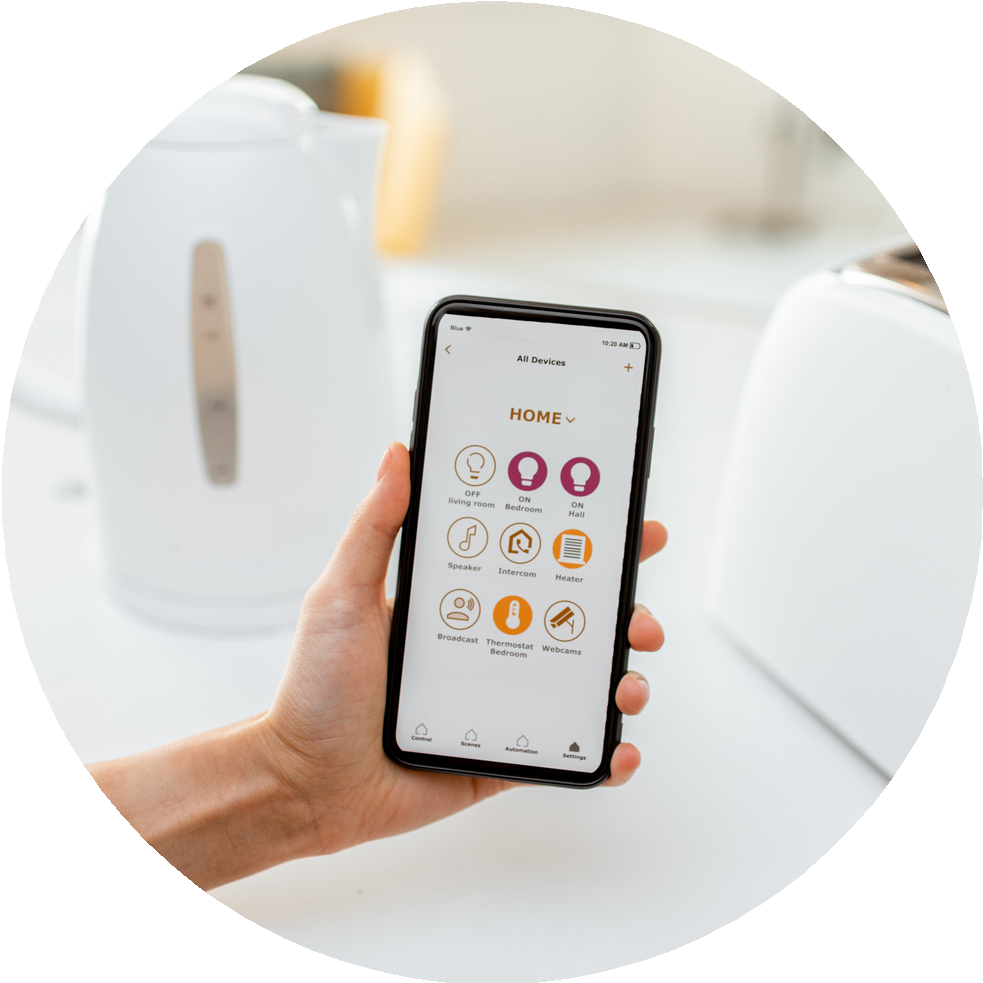 Blue
10:20 AM
All Devices
HOME
OFF
living room
ON
Bedroom
ON
Hall
Speaker
Intercom
Heater
Broadcast
Thermostat
Bedroom
Webcams
Control
Scenes
Automation
Settings